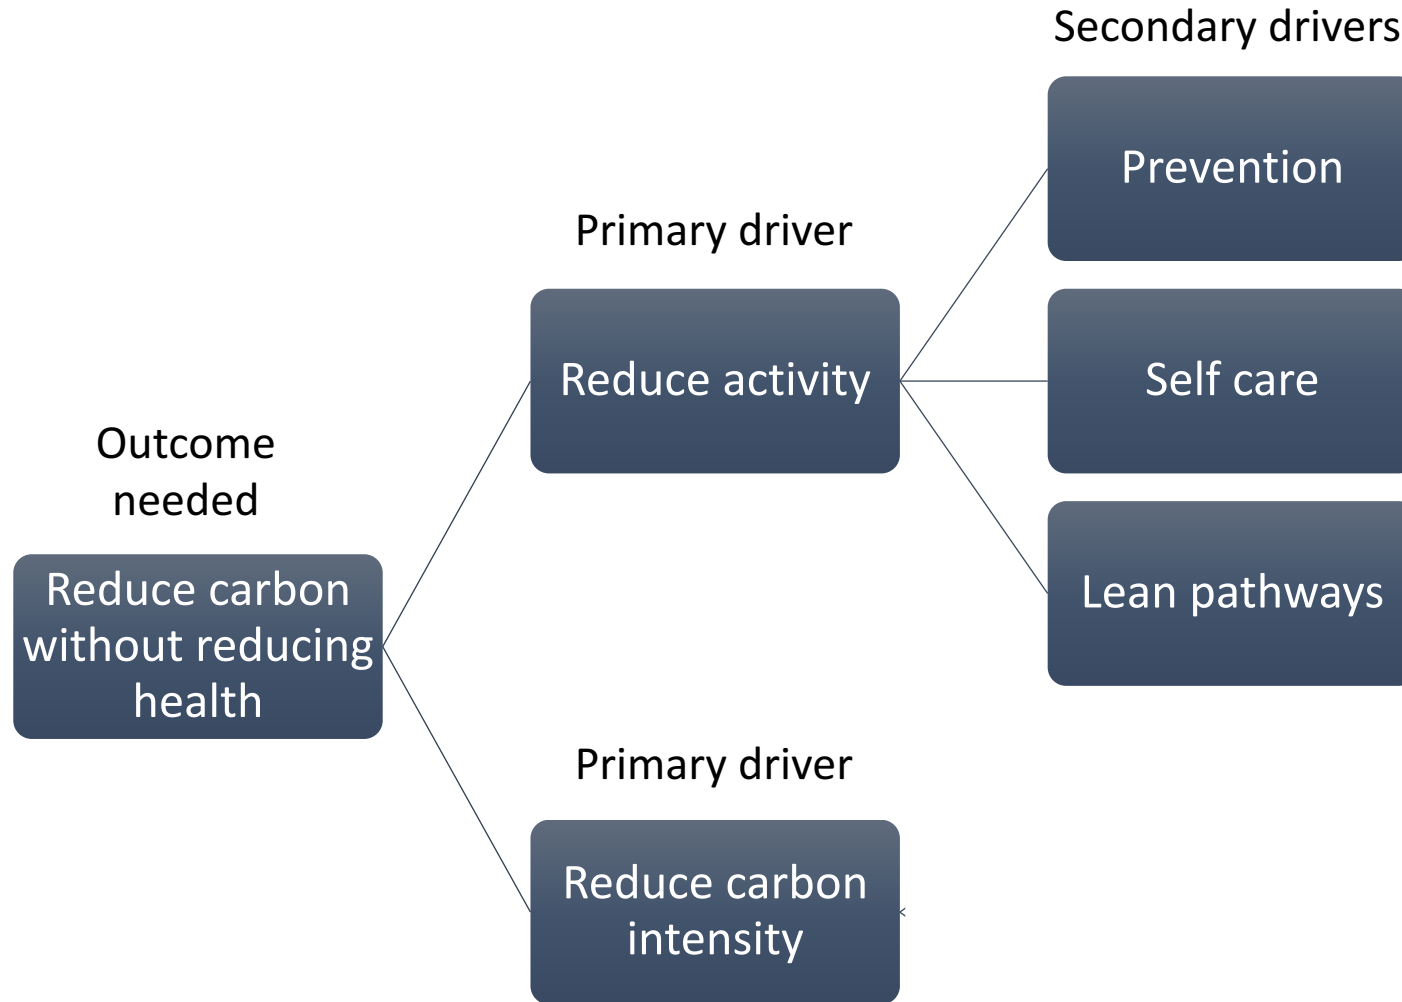 Secondary drivers
Prevention
Primary driver
Reduce activity
Self care
Outcome
needed
Reduce carbon
without reducing
health
Lean pathways
Primary driver
Reduce carbon
intensity